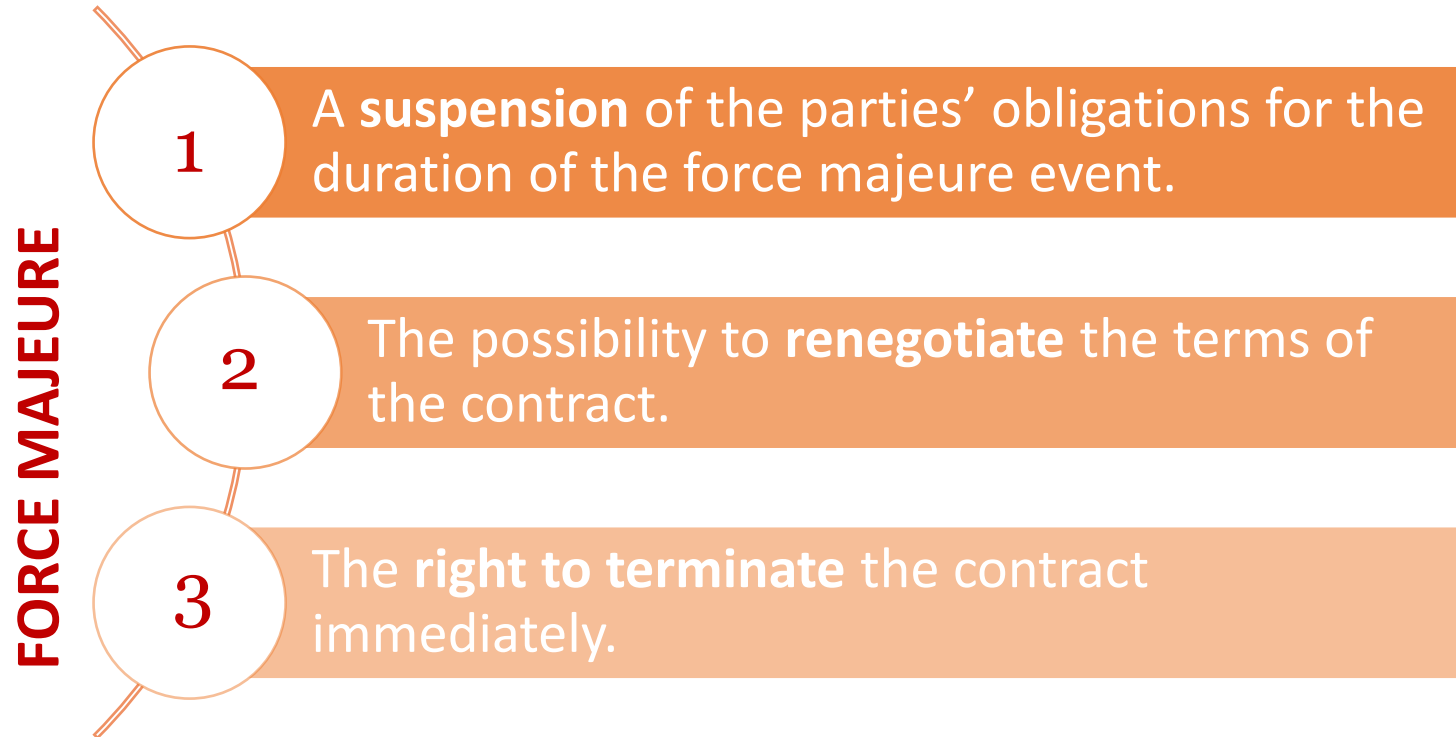 FORCE MAJEURE
1
A suspension of the parties’ obligations for the
duration of the force majeure event.
2
The possibility to renegotiate the terms of
the contract.
3
The right to terminate the contract
immediately.